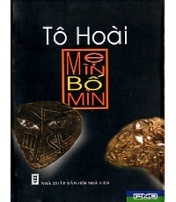 Tô Hoài
Mẹ Mìn
Bố
Mìn
NHÀ XUẤT BẢN HỘI NHÀ VĂN